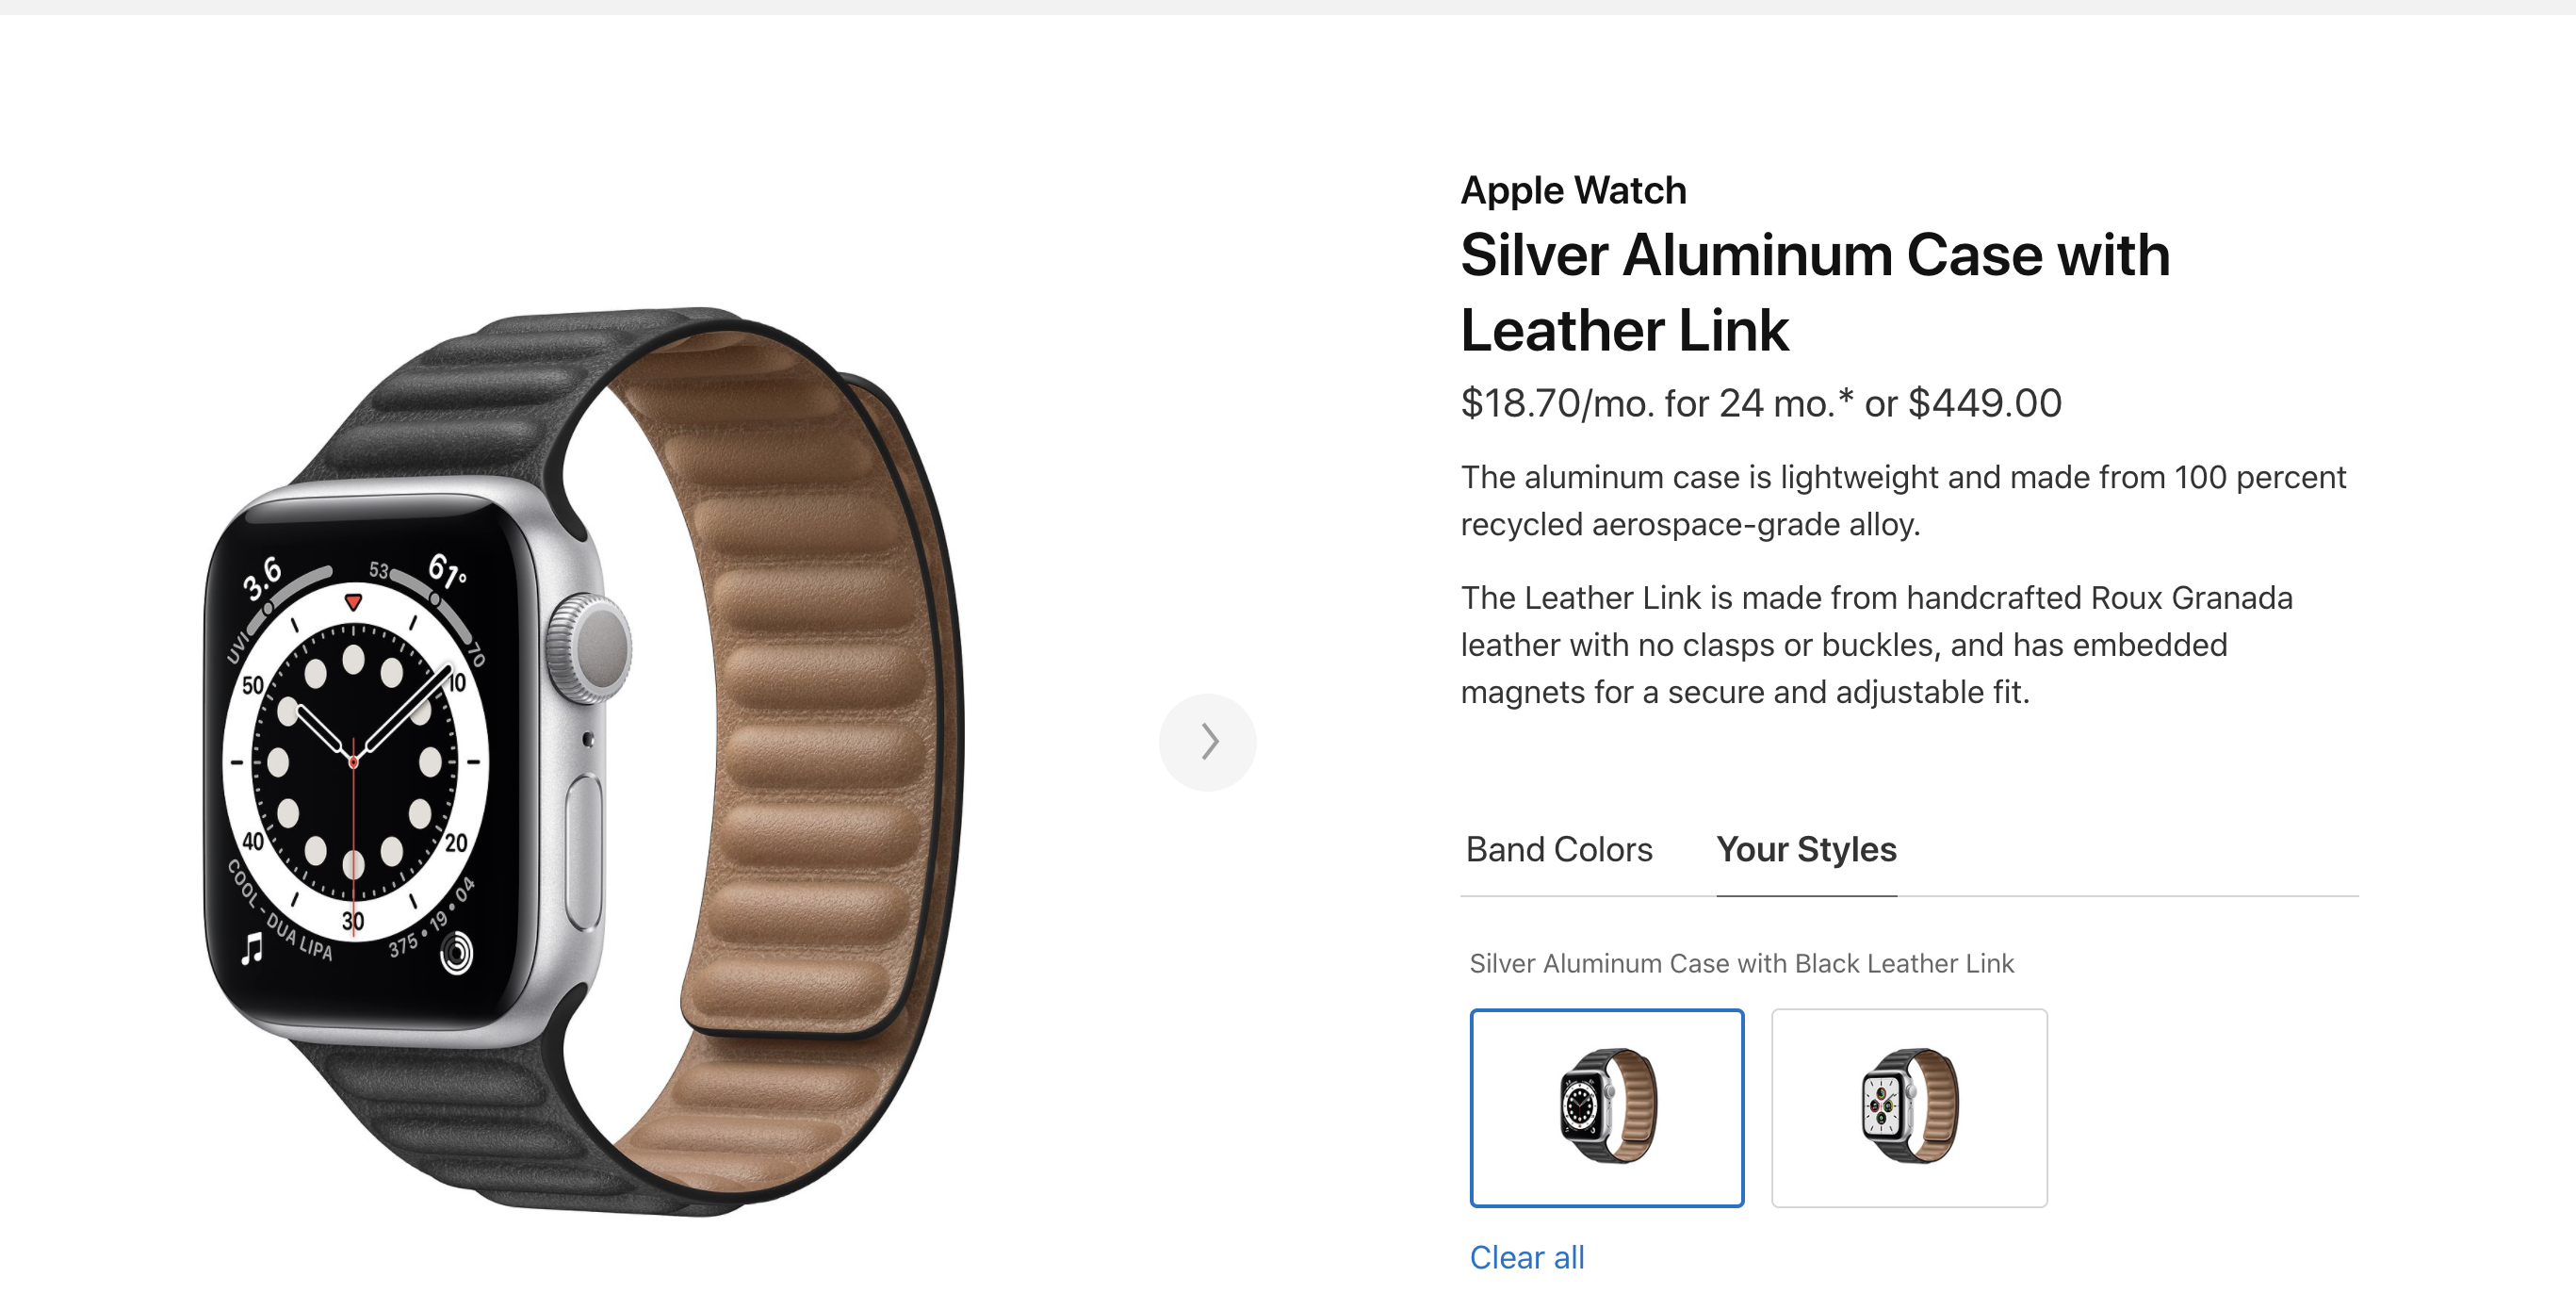 3.6
53
61°
UVI
70
50
10
40
20
30
COOL - DUA LIPA
375 • 19 • 04
Apple Watch
Silver Aluminum Case with
Leather Link
$18.70/mo. for 24 mo.* or $449.00
The aluminum case is lightweight and made from 100 percent
recycled aerospace-grade alloy.
The Leather Link is made from handcrafted Roux Granada
leather with no clasps or buckles, and has embedded
magnets for a secure and adjustable fit.
Band Colors
Your Styles
Silver Aluminum Case with Black Leather Link
Clear all